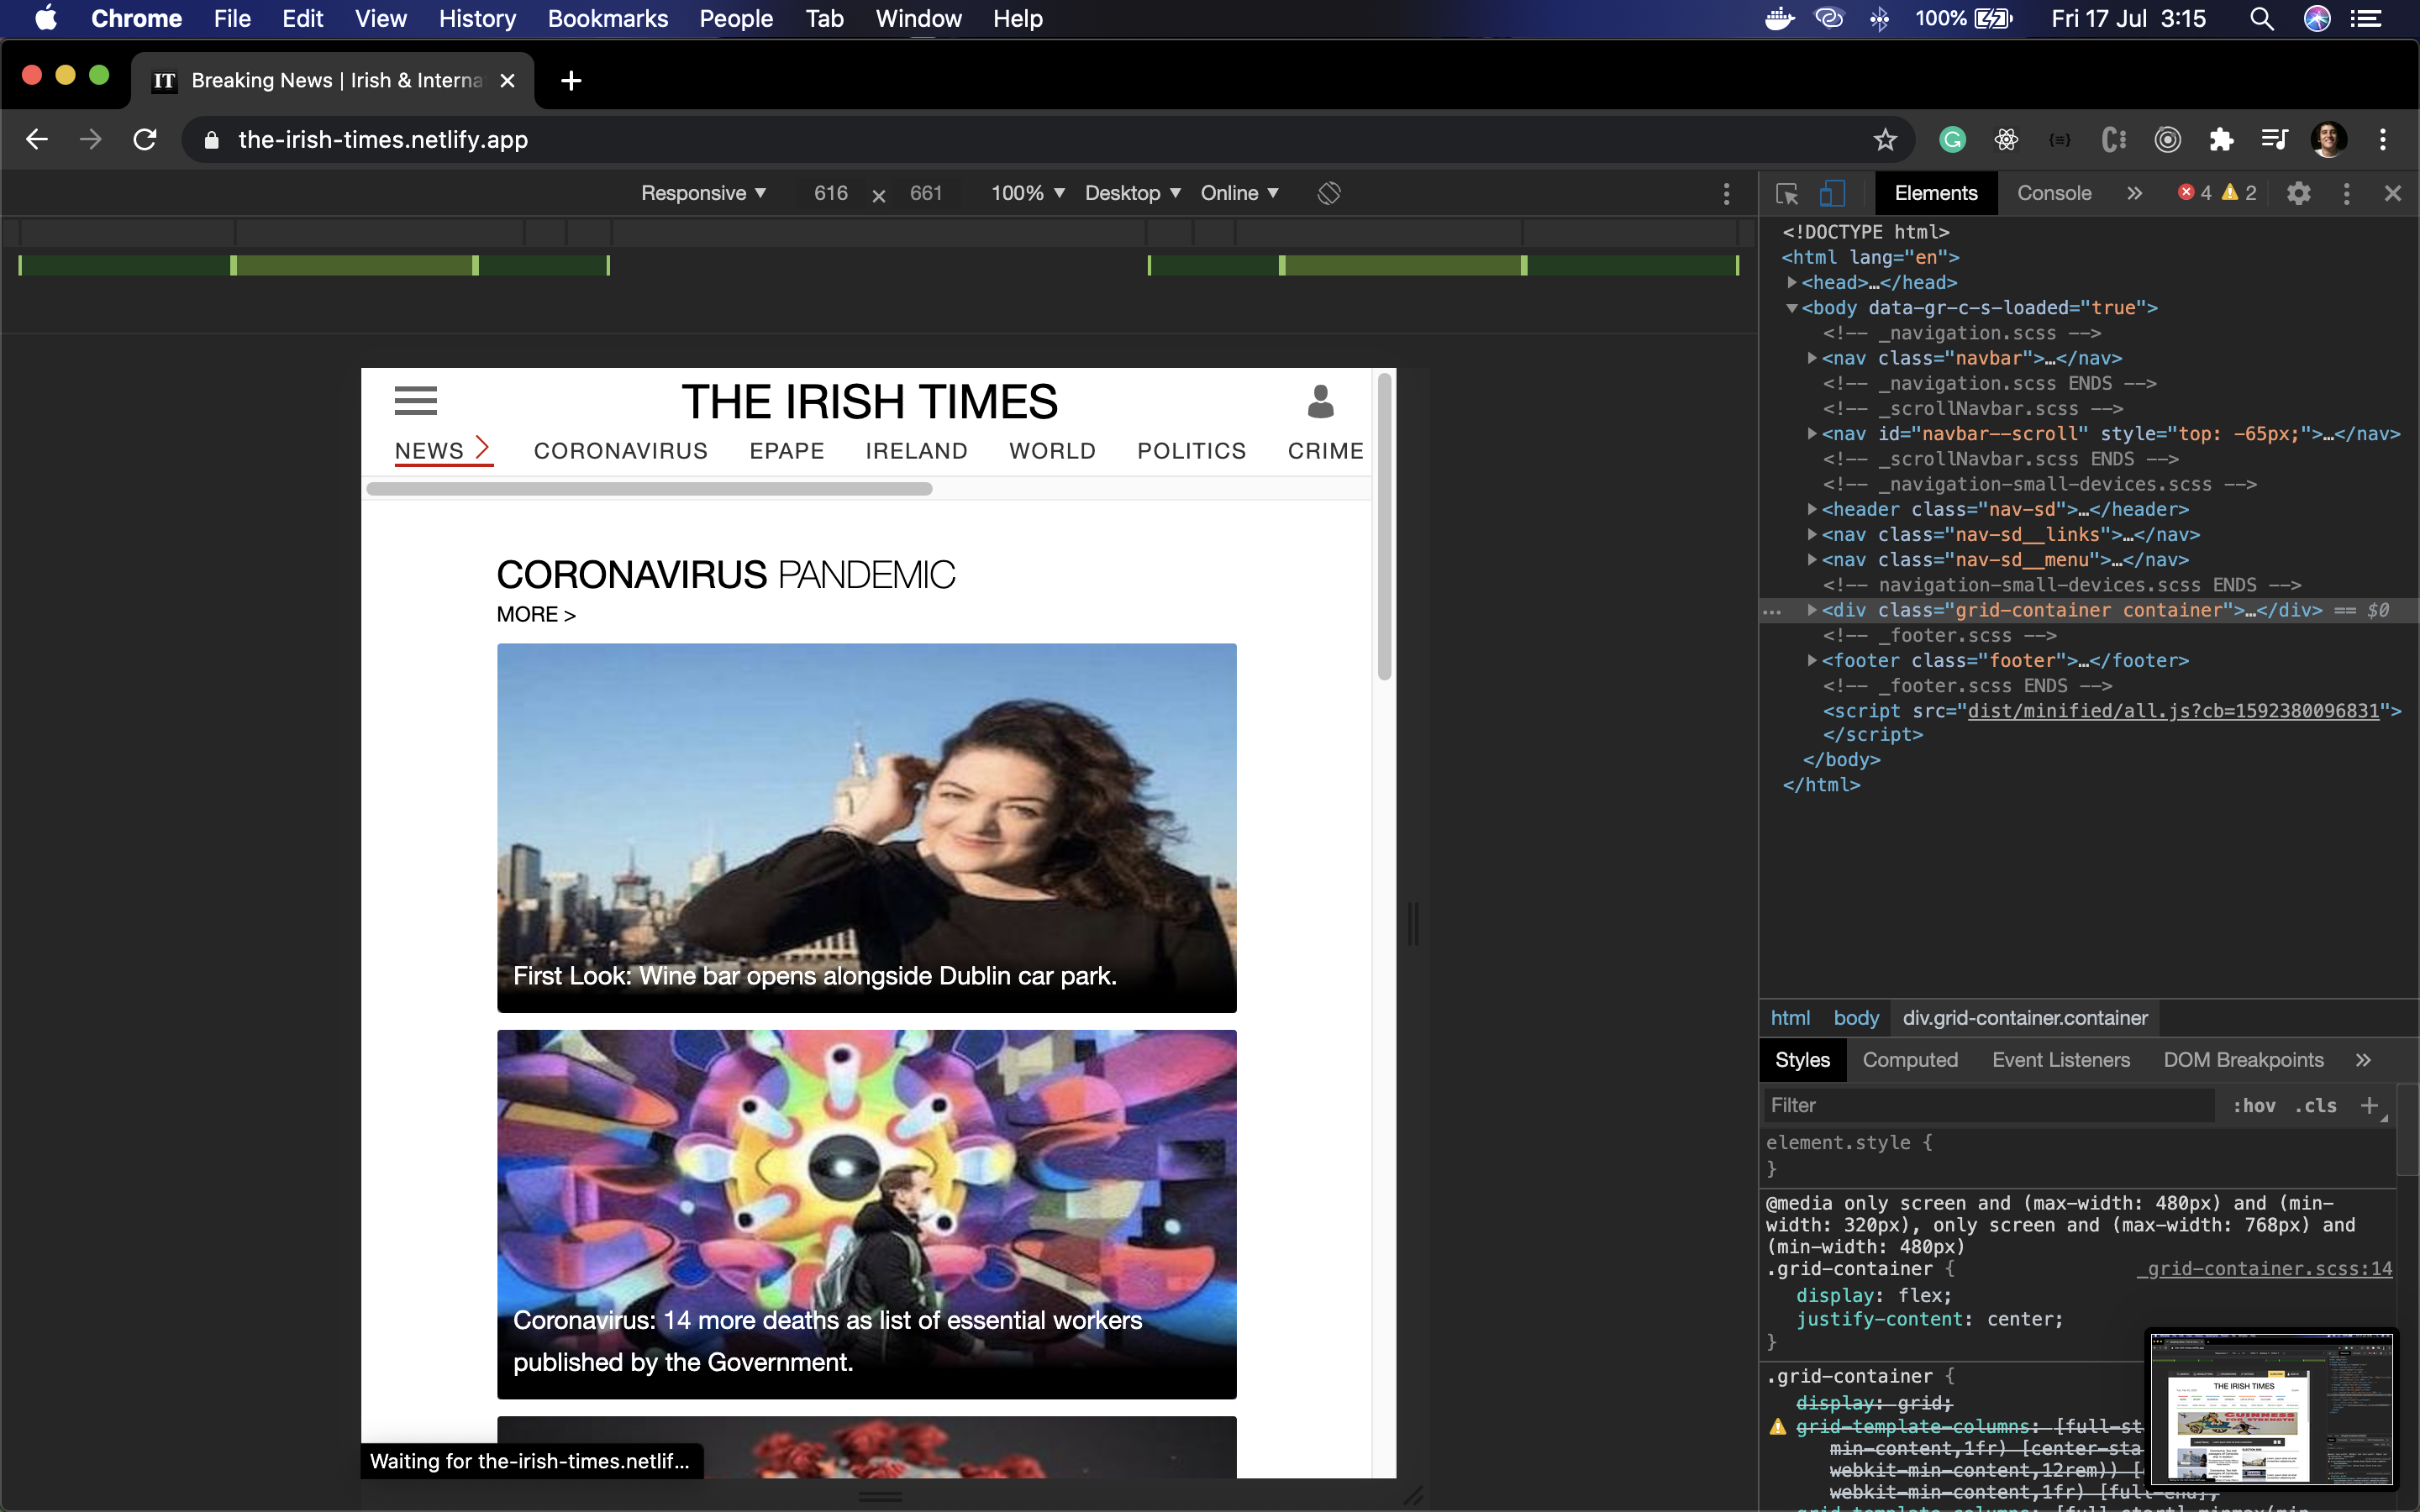 Chrome File Edit View History Bookmarks People Tab Window Help 100% Fri 17 Jul 3:15
IT Breaking News | Irish & Interna
the-irish-times.netlify.app
Responsive 616 × 661 100% Desktop Online
Elements Console 4 2
THE IRISH TIMES
NEWS CORONAVIRUS EPAPE IRELAND WORLD POLITICS CRIME
CORONAVIRUS PANDEMIC
MORE >
First Look: Wine bar opens alongside Dublin car park.
Coronavirus: 14 more deaths as list of essential workers
published by the Government.
Waiting for the-irish-times.netlif...
<!DOCTYPE html>
<html lang="en">
<head>…</head>
<body data-gr-c-s-loaded="true">
<!-- _navigation.scss -->
<nav class="navbar">…</nav>
<!-- _navigation.scss ENDS -->
<!-- _scrollNavbar.scss -->
<nav id="navbar--scroll" style="top: -65px;">…</nav>
<!-- _scrollNavbar.scss ENDS -->
<!-- _navigation-small-devices.scss -->
<header class="nav-sd">…</header>
<nav class="nav-sd__links">…</nav>
<nav class="nav-sd__menu">…</nav>
<!-- navigation-small-devices.scss ENDS -->
<div class="grid-container container">…</div> == $0
<!-- _footer.scss -->
<footer class="footer">…</footer>
<!-- _footer.scss ENDS -->
<script src="dist/minified/all.js?cb=1592380096831">
</script>
</body>
</html>
html body div.grid-container.container
Styles Computed Event Listeners DOM Breakpoints
Filter :hov .cls +
element.style {
}
@media only screen and (max-width: 480px) and (min-
width: 320px), only screen and (max-width: 768px) and
(min-width: 480px)
.grid-container { _grid-container.scss:14
display: flex;
justify-content: center;
}
.grid-container {
display: grid;
grid-template-columns: [full-st
min-content,1fr) [center-sta
webkit-min-content,12rem)) [
webkit-min-content,1fr) [full-end];
THE IRISH TIMES
GUINNESS
FOR STRENGTH